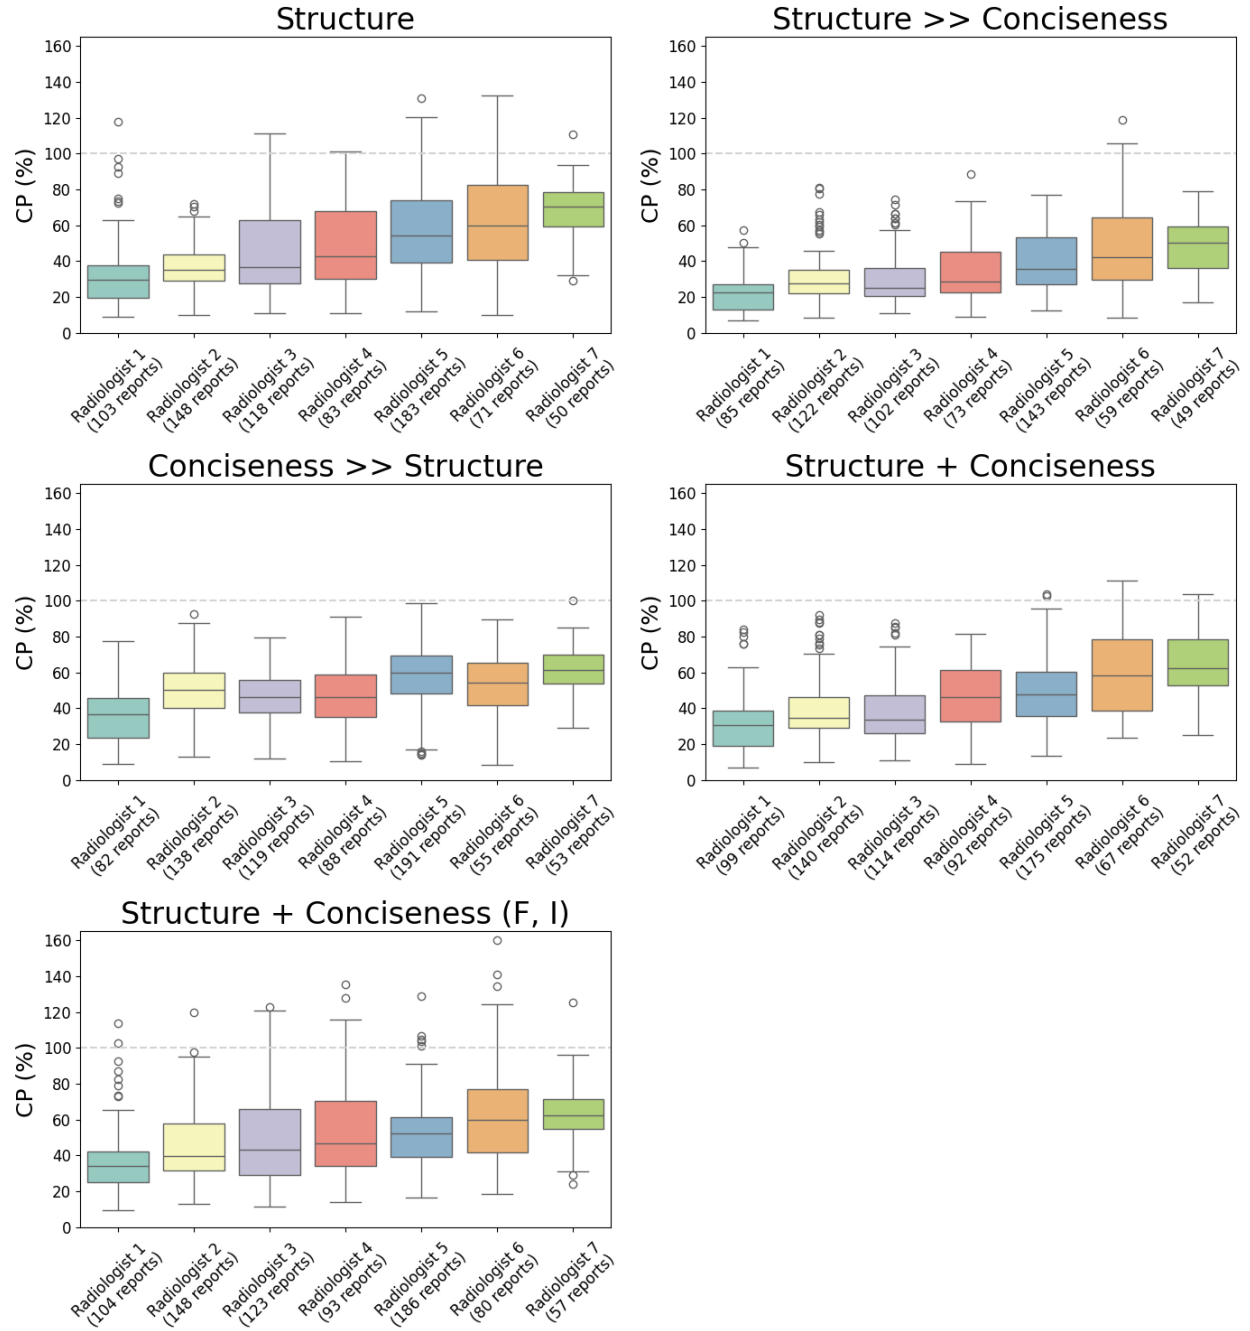 Structure
CP (%)
160
140
120
100
80
60
40
20
0
Radiologist 1
(103 reports)
Radiologist 2
(148 reports)
Radiologist 3
(118 reports)
Radiologist 4
(83 reports)
Radiologist 5
(183 reports)
Radiologist 6
(71 reports)
Radiologist 7
(50 reports)
Structure >> Conciseness
CP (%)
160
140
120
100
80
60
40
20
0
Radiologist 1
(85 reports)
Radiologist 2
(122 reports)
Radiologist 3
(102 reports)
Radiologist 4
(73 reports)
Radiologist 5
(143 reports)
Radiologist 6
(59 reports)
Radiologist 7
(49 reports)
Conciseness >> Structure
CP (%)
160
140
120
100
80
60
40
20
0
Radiologist 1
(82 reports)
Radiologist 2
(138 reports)
Radiologist 3
(119 reports)
Radiologist 4
(88 reports)
Radiologist 5
(191 reports)
Radiologist 6
(55 reports)
Radiologist 7
(53 reports)
Structure + Conciseness
CP (%)
160
140
120
100
80
60
40
20
0
Radiologist 1
(99 reports)
Radiologist 2
(140 reports)
Radiologist 3
(114 reports)
Radiologist 4
(92 reports)
Radiologist 5
(175 reports)
Radiologist 6
(67 reports)
Radiologist 7
(52 reports)
Structure + Conciseness (F, I)
CP (%)
160
140
120
100
80
60
40
20
0
Radiologist 1
(104 reports)
Radiologist 2
(148 reports)
Radiologist 3
(123 reports)
Radiologist 4
(93 reports)
Radiologist 5
(186 reports)
Radiologist 6
(80 reports)
Radiologist 7
(57 reports)